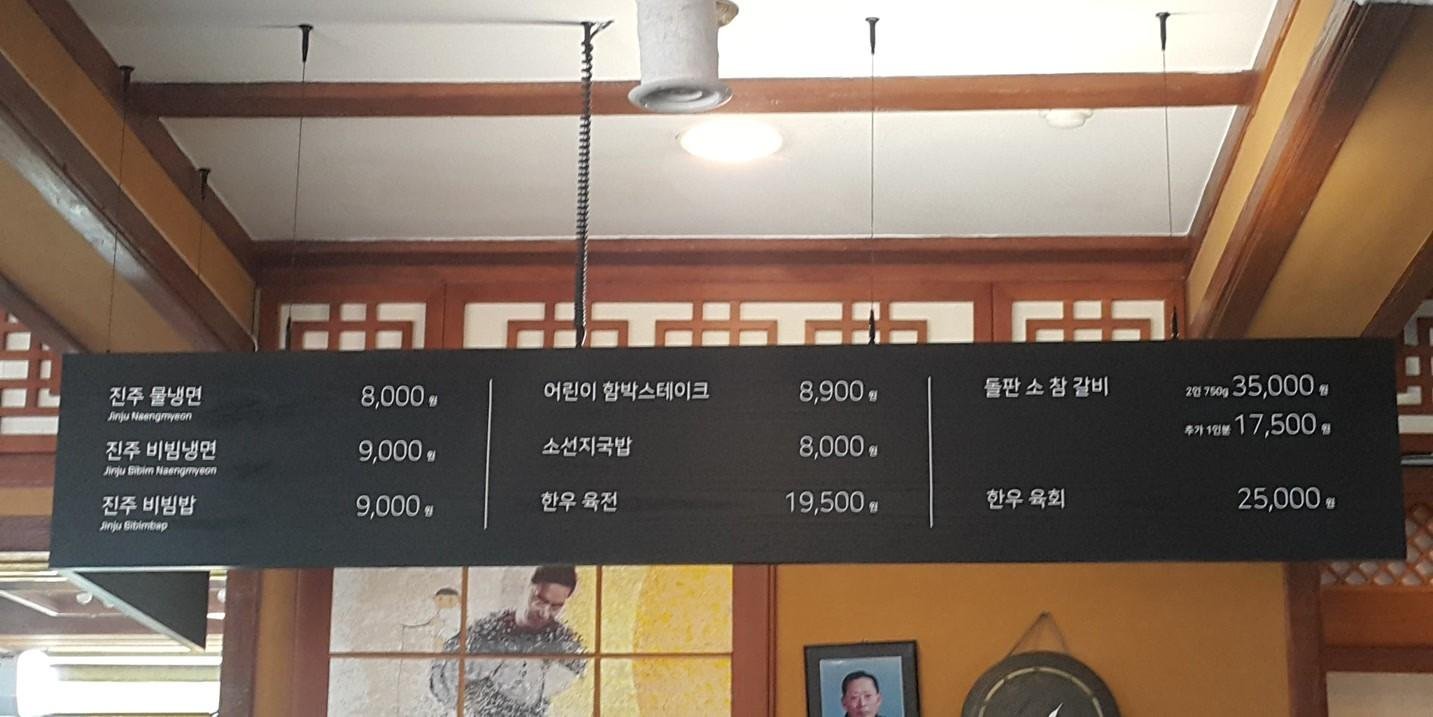 진주 물냉면 8,000 원
Jinju Naengmyeon
진주 비빔냉면 9,000 원
Jinju Bibim Naengmyeon
진주 비빔밥 9,000 원
Jinju Bibimbap
어린이 함박스테이크 8,900 원
소선지국밥 8,000 원
한우 육전 19,500 원
돌판 소 참 갈비 2인 750g 35,000 원
추가 1인분 17,500 원
한우 육회 25,000 원